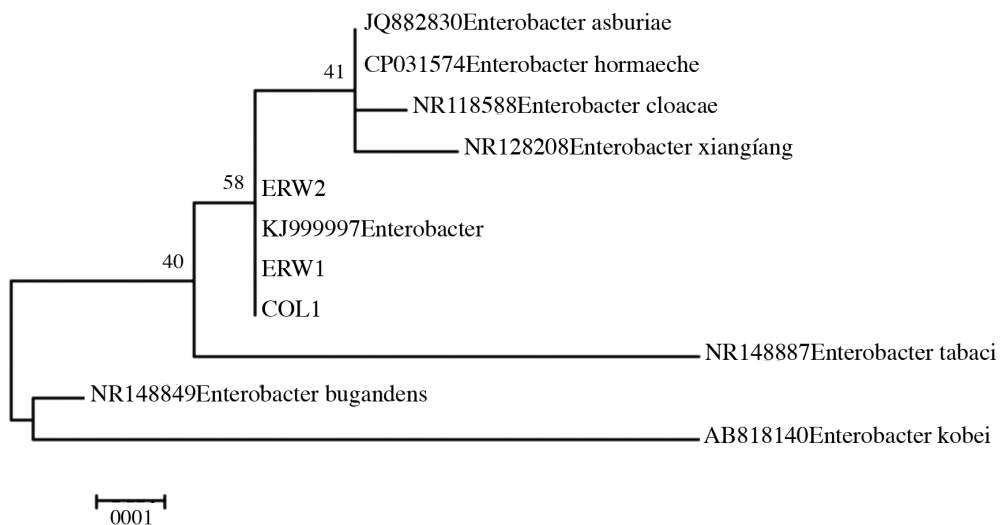 JQ882830Enterobacter asburiae
41
CP031574Enterobacter hormaeche
NR118588Enterobacter cloacae
NR128208Enterobacter xiangíang
58
ERW2
KJ999997Enterobacter
40
ERW1
COL1
NR148887Enterobacter tabaci
NR148849Enterobacter bugandens
AB818140Enterobacter kobei
0001